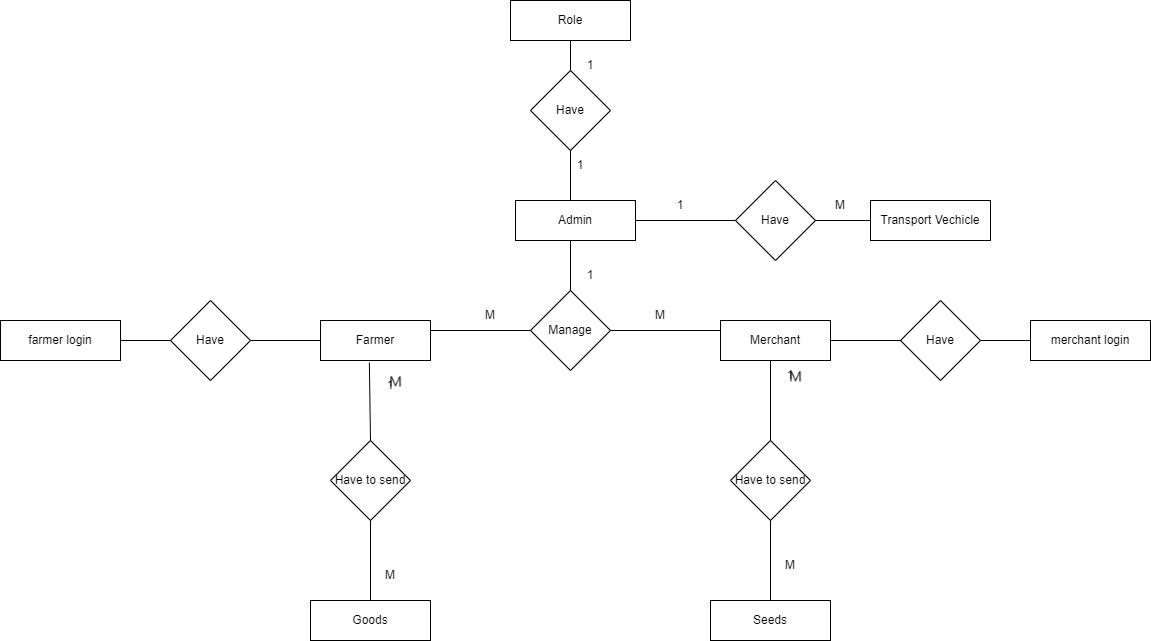 Role
1
Have
1
Admin
1
Have
M
Transport Vechicle
1
M
Manage
M
farmer login
Have
Farmer
Merchant
Have
merchant login
M
M
Have to send
Have to send
M
M
Goods
Seeds